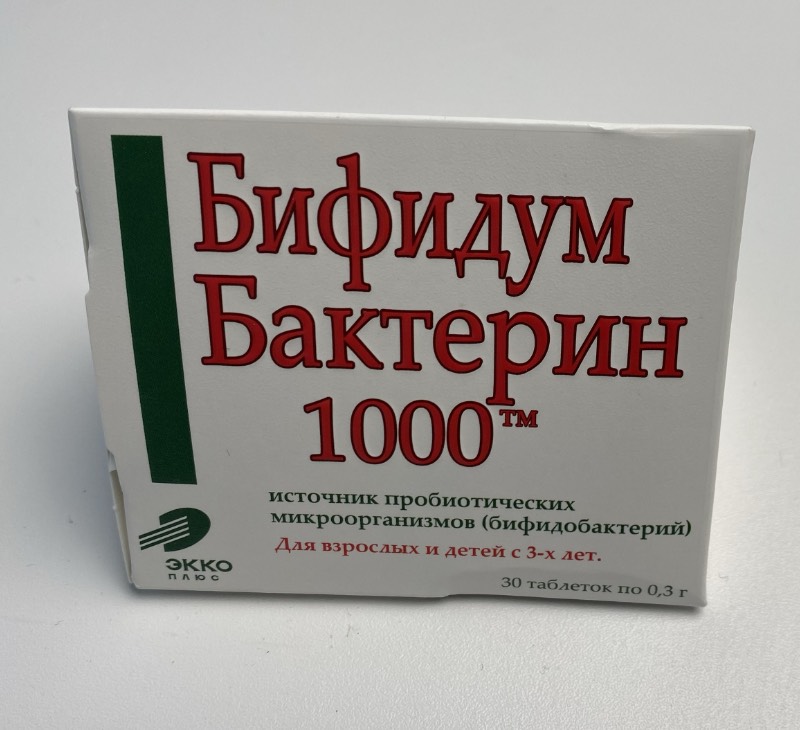 Бифидум
Бактерин
1000™
источник пробиотических
микроорганизмов (бифидобактерий)
Для взрослых и детей с 3-х лет.
ЭККО
ПЛЮС
30 таблеток по 0,3 г